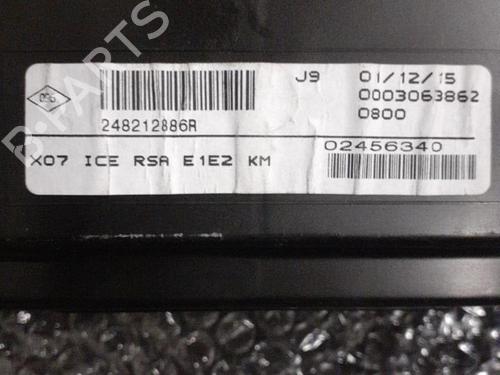 J9 01/12/15
0003063862
0800
248212886R
X07 ICE RSA E1E2 KM
02456340
B-PARTS